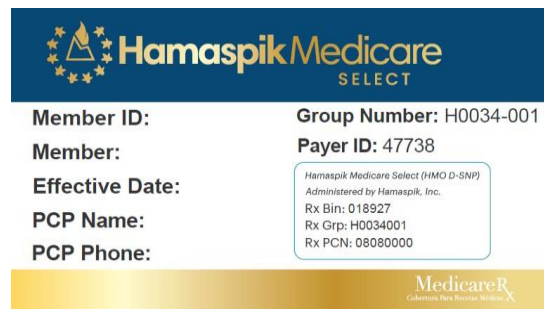 HamaspikMedicare
SELECT
Member ID:
Member:
Effective Date:
PCP Name:
PCP Phone:
Group Number: H0034-001
Payer ID: 47738
Hamaspik Medicare Select (HMO D-SNP)
Administered by Hamaspik, Inc.
Rx Bin: 018927
Rx Grp: H0034001
Rx PCN: 08080000
MedicareRx
Cobertura Para Recetas Médicas